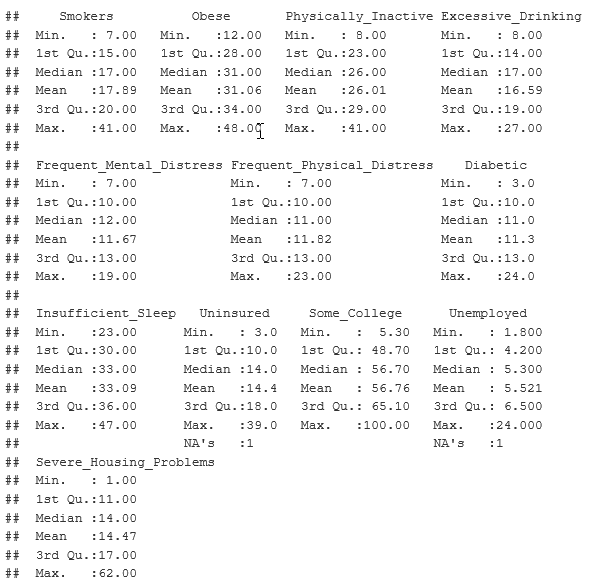 ##     Smokers          Obese       Physically_Inactive Excessive_Drinking
##  Min.   : 7.00   Min.   :12.00   Min.   : 8.00       Min.   : 8.00
##  1st Qu.:15.00   1st Qu.:28.00   1st Qu.:23.00       1st Qu.:14.00
##  Median :17.00   Median :31.00   Median :26.00       Median :17.00
##  Mean   :17.89   Mean   :31.06   Mean   :26.01       Mean   :16.59
##  3rd Qu.:20.00   3rd Qu.:34.00   3rd Qu.:29.00       3rd Qu.:19.00
##  Max.   :41.00   Max.   :48.00   Max.   :41.00       Max.   :27.00
##
##  Frequent_Mental_Distress Frequent_Physical_Distress    Diabetic
##  Min.   : 7.00            Min.   : 7.00              Min.   : 3.0
##  1st Qu.:10.00            1st Qu.:10.00              1st Qu.:10.0
##  Median :12.00            Median :11.00              Median :11.0
##  Mean   :11.67            Mean   :11.82              Mean   :11.3
##  3rd Qu.:13.00            3rd Qu.:13.00              3rd Qu.:13.0
##  Max.   :19.00            Max.   :23.00              Max.   :24.0
##
##  Insufficient_Sleep   Uninsured     Some_College      Unemployed
##  Min.   :23.00      Min.   : 3.0   Min.   :  5.30   Min.   : 1.800
##  1st Qu.:30.00      1st Qu.:10.0   1st Qu.: 48.70   1st Qu.: 4.200
##  Median :33.00      Median :14.0   Median : 56.70   Median : 5.300
##  Mean   :33.09      Mean   :14.4   Mean   : 56.76   Mean   : 5.521
##  3rd Qu.:36.00      3rd Qu.:18.0   3rd Qu.: 65.10   3rd Qu.: 6.500
##  Max.   :47.00      Max.   :39.0   Max.   :100.00   Max.   :24.000
##                     NA's   :1                       NA's   :1
##  Severe_Housing_Problems
##  Min.   : 1.00
##  1st Qu.:11.00
##  Median :14.00
##  Mean   :14.47
##  3rd Qu.:17.00
##  Max.   :62.00